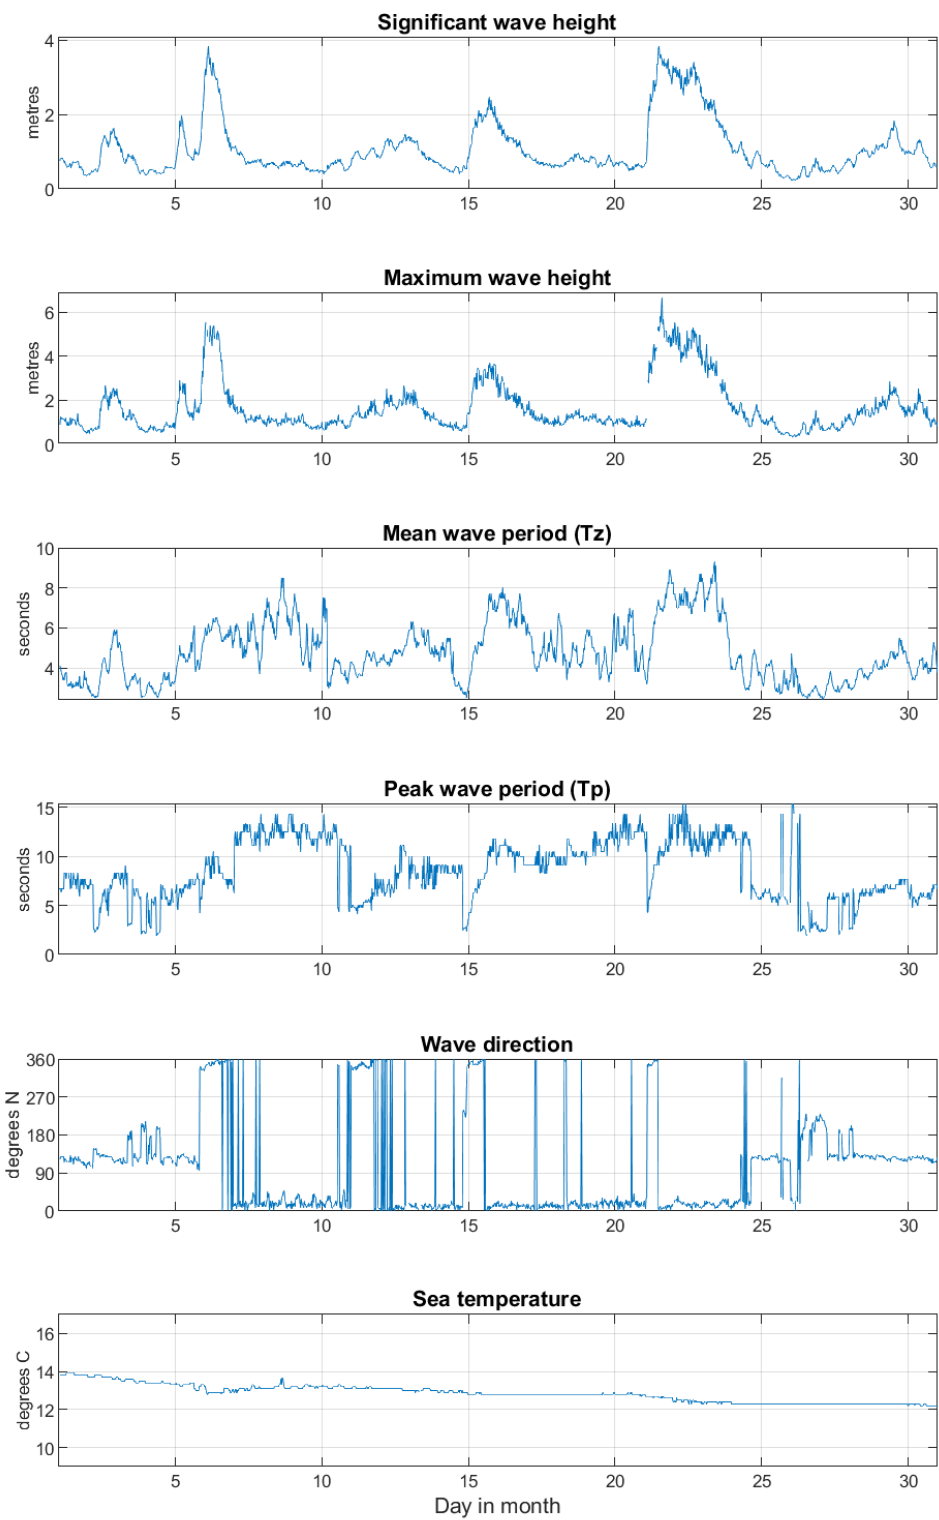 Significant wave height
4
2
0
metres
5 10 15 20 25 30
Maximum wave height
6
4
2
0
metres
5 10 15 20 25 30
Mean wave period (Tz)
10
8
6
4
seconds
5 10 15 20 25 30
Peak wave period (Tp)
15
10
5
0
seconds
5 10 15 20 25 30
Wave direction
360
270
180
90
0
degrees N
5 10 15 20 25 30
Sea temperature
16
14
12
10
degrees C
5 10 15 20 25 30
Day in month